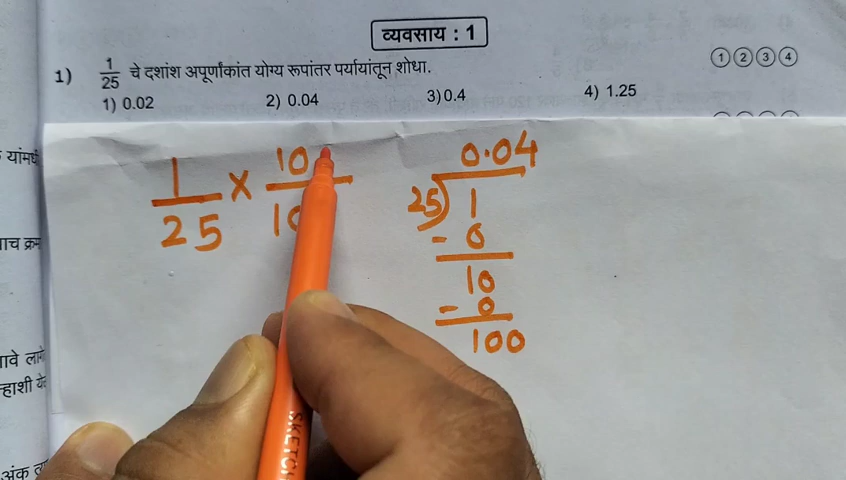 व्यवसाय : 1
1) 1/25 चे दशांश अपूर्णांकांत योग्य रूपांतर पर्यायांतून शोधा. 1 2 3 4
1) 0.02 2) 0.04 3) 0.4 4) 1.25
1/25 × 10/10
0.04
25) 1
- 0
10
- 0
100
यांमधी
ाच क्रम
ावे लागे
अंक
SKETCH